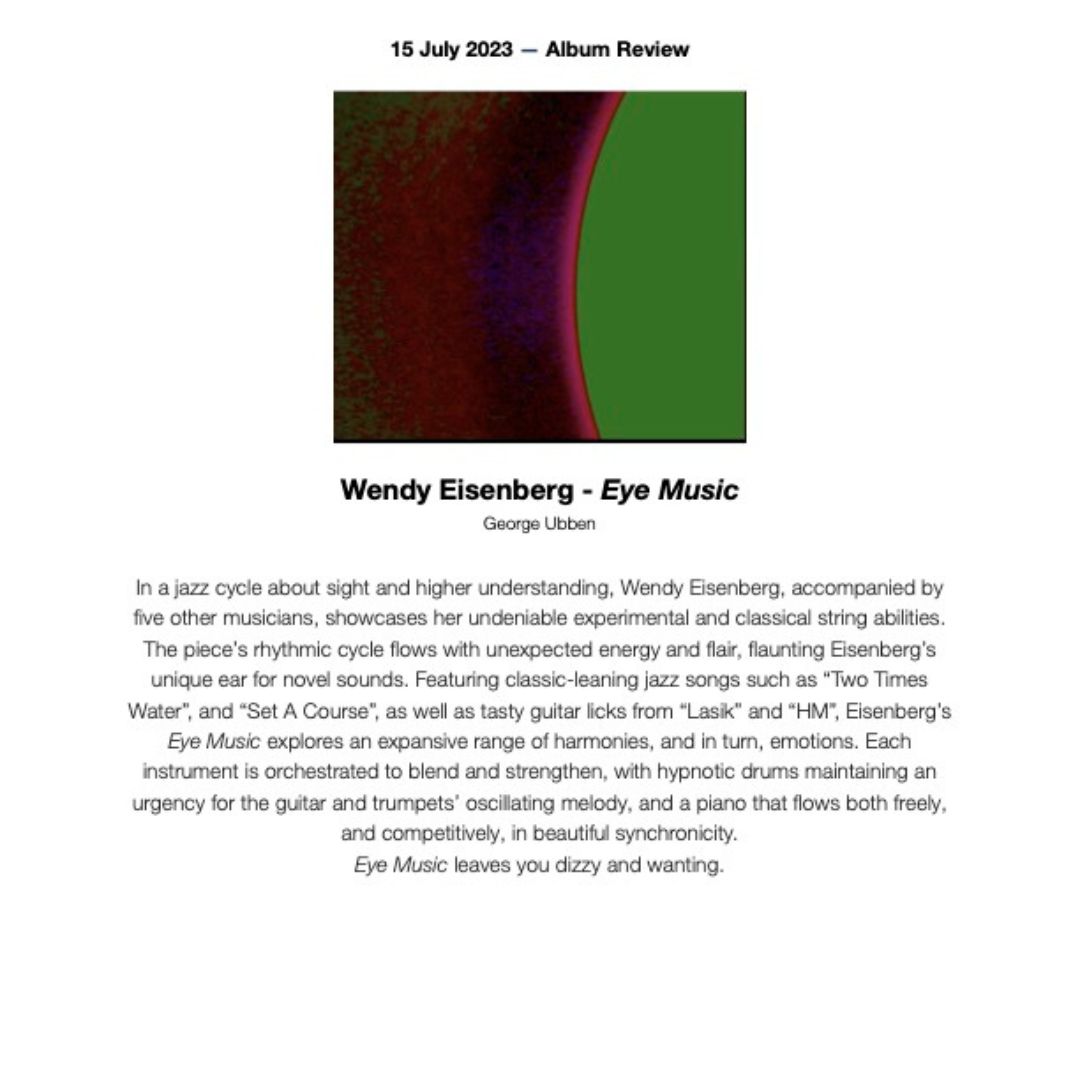 15 July 2023 — Album Review
Wendy Eisenberg - Eye Music
George Ubben
In a jazz cycle about sight and higher understanding, Wendy Eisenberg, accompanied by
five other musicians, showcases her undeniable experimental and classical string abilities.
The piece's rhythmic cycle flows with unexpected energy and flair, flaunting Eisenberg's
unique ear for novel sounds. Featuring classic-leaning jazz songs such as “Two Times
Water”, and “Set A Course”, as well as tasty guitar licks from “Lasik” and “HM”, Eisenberg's
Eye Music explores an expansive range of harmonies, and in turn, emotions. Each
instrument is orchestrated to blend and strengthen, with hypnotic drums maintaining an
urgency for the guitar and trumpets' oscillating melody, and a piano that flows both freely,
and competitively, in beautiful synchronicity.
Eye Music leaves you dizzy and wanting.